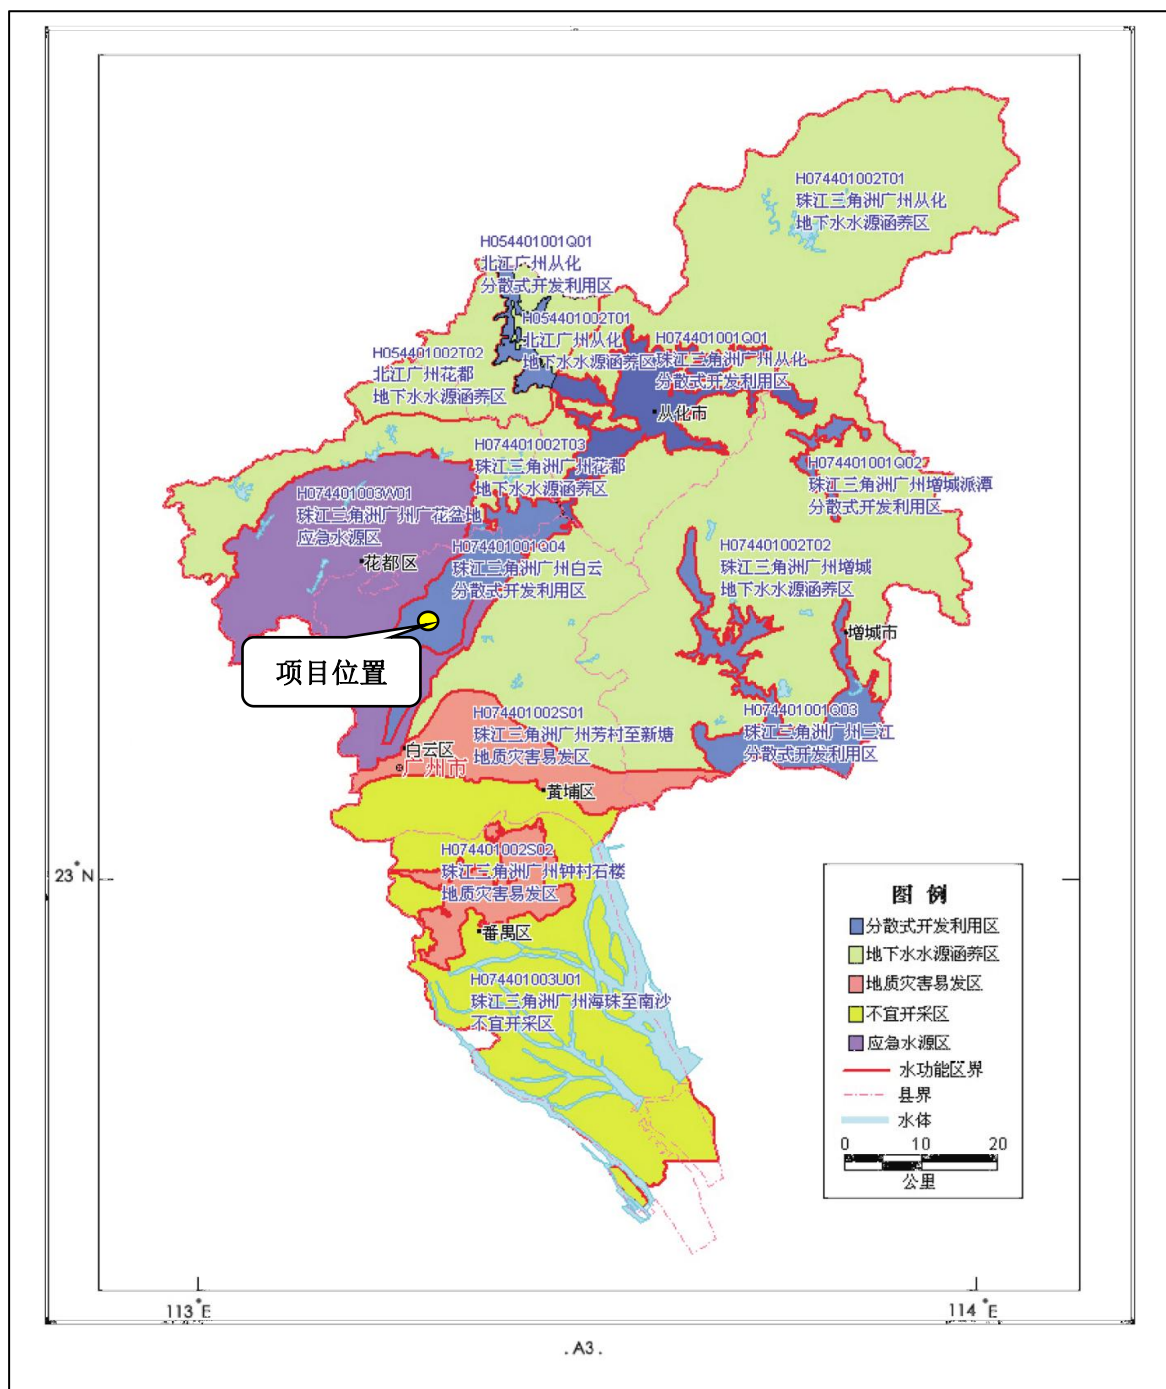 H074401002T01
珠江三角洲广州从化
地下水水源涵养区
H054401001Q01
北江广州从化
分散式开发利用区
H054401002T01
北江广州从化
地下水水源涵养区
H074401001Q01
珠江三角洲广州从化
分散式开发利用区
H054401002T02
北江广州花都
地下水水源涵养区
从化市
H074401002T03
珠江三角洲广州花都
地下水水源涵养区
H074401001Q02
珠江三角洲广州增城派潭
分散式开发利用区
H074401003W01
珠江三角洲广州广花盆地
应急水源区
花都区
H074401001Q04
珠江三角洲广州白云
分散式开发利用区
H074401002T02
珠江三角洲广州增城
地下水水源涵养区
增城市
项目位置
H074401002S01
珠江三角洲广州芳村至新塘
地质灾害易发区
H074401001Q03
珠江三角洲广州三江
分散式开发利用区
白云区
广州市
黄埔区
H074401002S02
珠江三角洲广州钟村石楼
地质灾害易发区
番禺区
H074401003U01
珠江三角洲广州海珠至南沙
不宜开采区
23°N
图 例
分散式开发利用区
地下水水源涵养区
地质灾害易发区
不宜开采区
应急水源区
水功能区界
县界
水体
0 10 20
公里
113°E
114°E
. A3 .